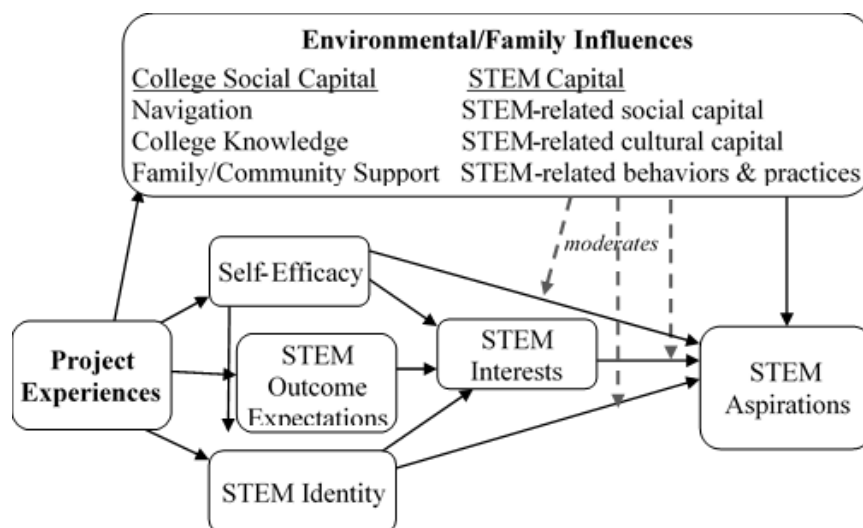 Environmental/Family Influences
College Social Capital STEM Capital
Navigation STEM-related social capital
College Knowledge STEM-related cultural capital
Family/Community Support STEM-related behaviors & practices
moderates
Self-Efficacy
Project
Experiences
STEM
Outcome
Expectations
STEM
Interests
STEM
Aspirations
STEM Identity